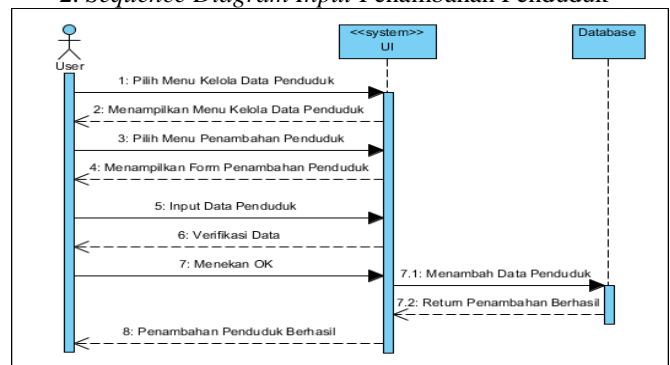 2. Sequence Diagram Input Penambahan Penduduk
<<system>>
UI
Database
User
1: Pilih Menu Kelola Data Penduduk
2: Menampilkan Menu Kelola Data Penduduk
3: Pilih Menu Penambahan Penduduk
4: Menampilkan Form Penambahan Penduduk
5: Input Data Penduduk
6: Verifikasi Data
7: Menekan OK
7.1: Menambah Data Penduduk
7.2: Return Penambahan Berhasil
8: Penambahan Penduduk Berhasil